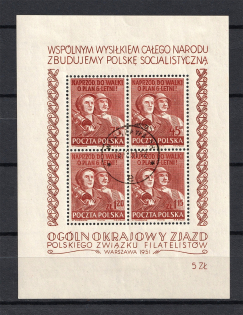 WSPÓLNYM WYSIŁKIEM CAŁEGO NARODU
ZBUDUJEMY POLSKĘ SOCJALISTYCZNĄ
NAPRZÓD, DO WALKI
O PLAN 6-LETNI!
POCZTA POLSKA
NAPRZÓD, DO WALKI
O PLAN 6-LETNI!
45
POCZTA POLSKA
NAPRZÓD, DO WALKI
O PLAN 6-LETNI!
POCZTA POLSKA
NAPRZÓD, DO WALKI
O PLAN 6-LETNI!
POCZTA POLSKA
OGÓLNOKRAJOWY ZJAZD
POLSKIEGO ZWIĄZKU FILATELISTÓW
WARSZAWA 1951
5 ZŁ